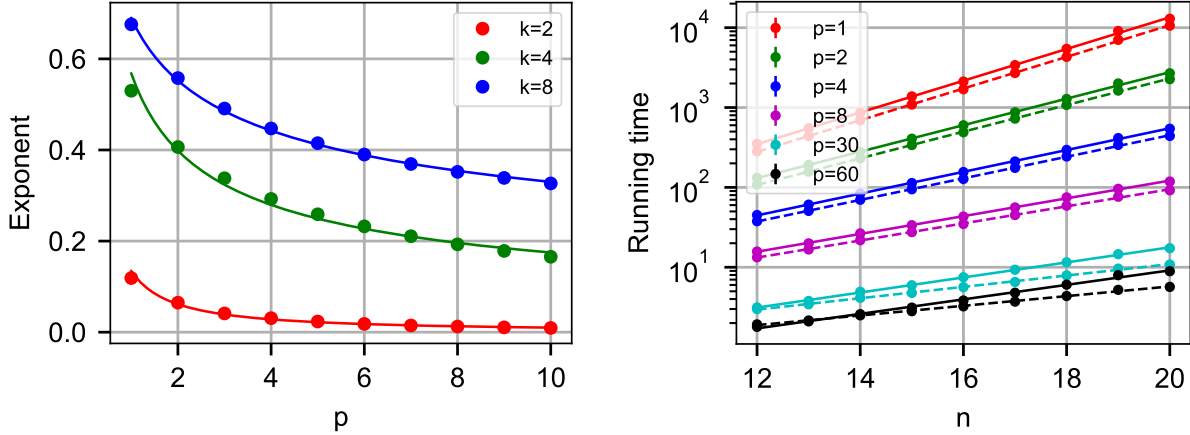 0.6
0.4
0.2
0.0
Exponent
2
4
6
8
10
p
k=2
k=4
k=8
10^4
10^3
10^2
10^1
Running time
12
14
16
18
20
n
p=1
p=2
p=4
p=8
p=30
p=60